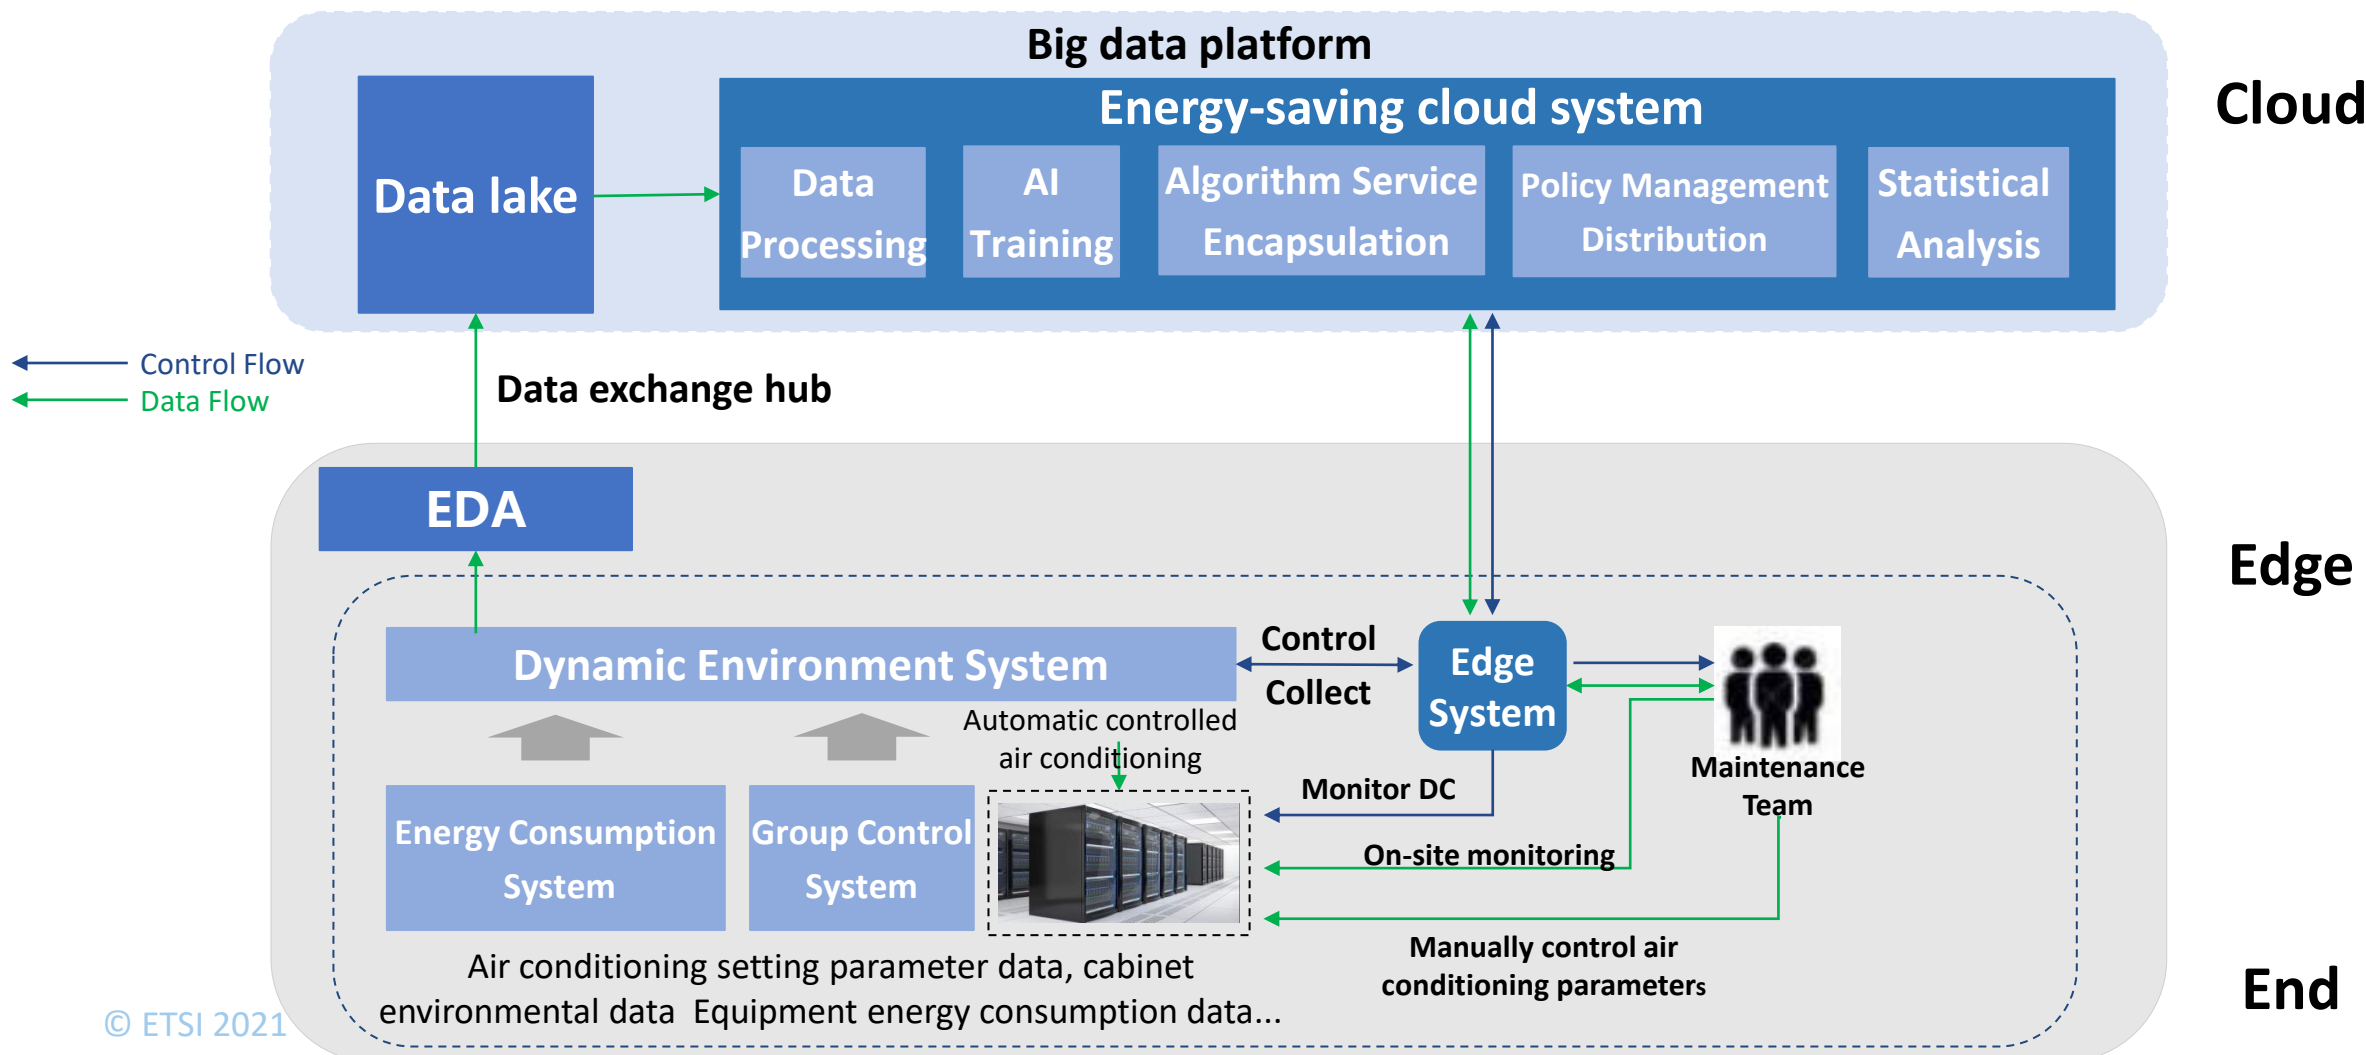 Big data platform
Cloud
Energy-saving cloud system
Data lake
Data
Processing
AI
Training
Algorithm Service
Encapsulation
Policy Management
Distribution
Statistical
Analysis
Control Flow
Data Flow
Data exchange hub
EDA
Edge
Dynamic Environment System
Control
Collect
Edge
System
Automatic controlled
air conditioning
Maintenance
Team
Monitor DC
Energy Consumption
System
Group Control
System
On-site monitoring
Manually control air
conditioning parameters
Air conditioning setting parameter data, cabinet
environmental data  Equipment energy consumption data...
End
© ETSI 2021